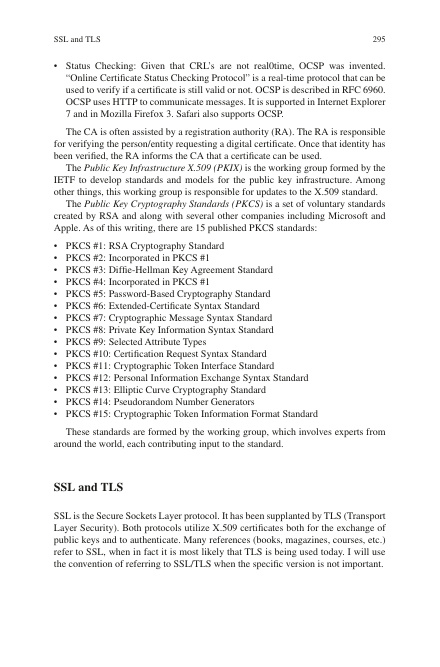 SSL and TLS 295
• Status Checking: Given that CRL's are not real0time, OCSP was invented.
"Online Certificate Status Checking Protocol" is a real-time protocol that can be
used to verify if a certificate is still valid or not. OCSP is described in RFC 6960.
OCSP uses HTTP to communicate messages. It is supported in Internet Explorer
7 and in Mozilla Firefox 3. Safari also supports OCSP.
The CA is often assisted by a registration authority (RA). The RA is responsible
for verifying the person/entity requesting a digital certificate. Once that identity has
been verified, the RA informs the CA that a certificate can be used.
The Public Key Infrastructure X.509 (PKIX) is the working group formed by the
IETF to develop standards and models for the public key infrastructure. Among
other things, this working group is responsible for updates to the X.509 standard.
The Public Key Cryptography Standards (PKCS) is a set of voluntary standards
created by RSA and along with several other companies including Microsoft and
Apple. As of this writing, there are 15 published PKCS standards:
• PKCS #1: RSA Cryptography Standard
• PKCS #2: Incorporated in PKCS #1
• PKCS #3: Diffie-Hellman Key Agreement Standard
• PKCS #4: Incorporated in PKCS #1
• PKCS #5: Password-Based Cryptography Standard
• PKCS #6: Extended-Certificate Syntax Standard
• PKCS #7: Cryptographic Message Syntax Standard
• PKCS #8: Private Key Information Syntax Standard
• PKCS #9: Selected Attribute Types
• PKCS #10: Certification Request Syntax Standard
• PKCS #11: Cryptographic Token Interface Standard
• PKCS #12: Personal Information Exchange Syntax Standard
• PKCS #13: Elliptic Curve Cryptography Standard
• PKCS #14: Pseudorandom Number Generators
• PKCS #15: Cryptographic Token Information Format Standard
These standards are formed by the working group, which involves experts from
around the world, each contributing input to the standard.
SSL and TLS
SSL is the Secure Sockets Layer protocol. It has been supplanted by TLS (Transport
Layer Security). Both protocols utilize X.509 certificates both for the exchange of
public keys and to authenticate. Many references (books, magazines, courses, etc.)
refer to SSL, when in fact it is most likely that TLS is being used today. I will use
the convention of referring to SSL/TLS when the specific version is not important.